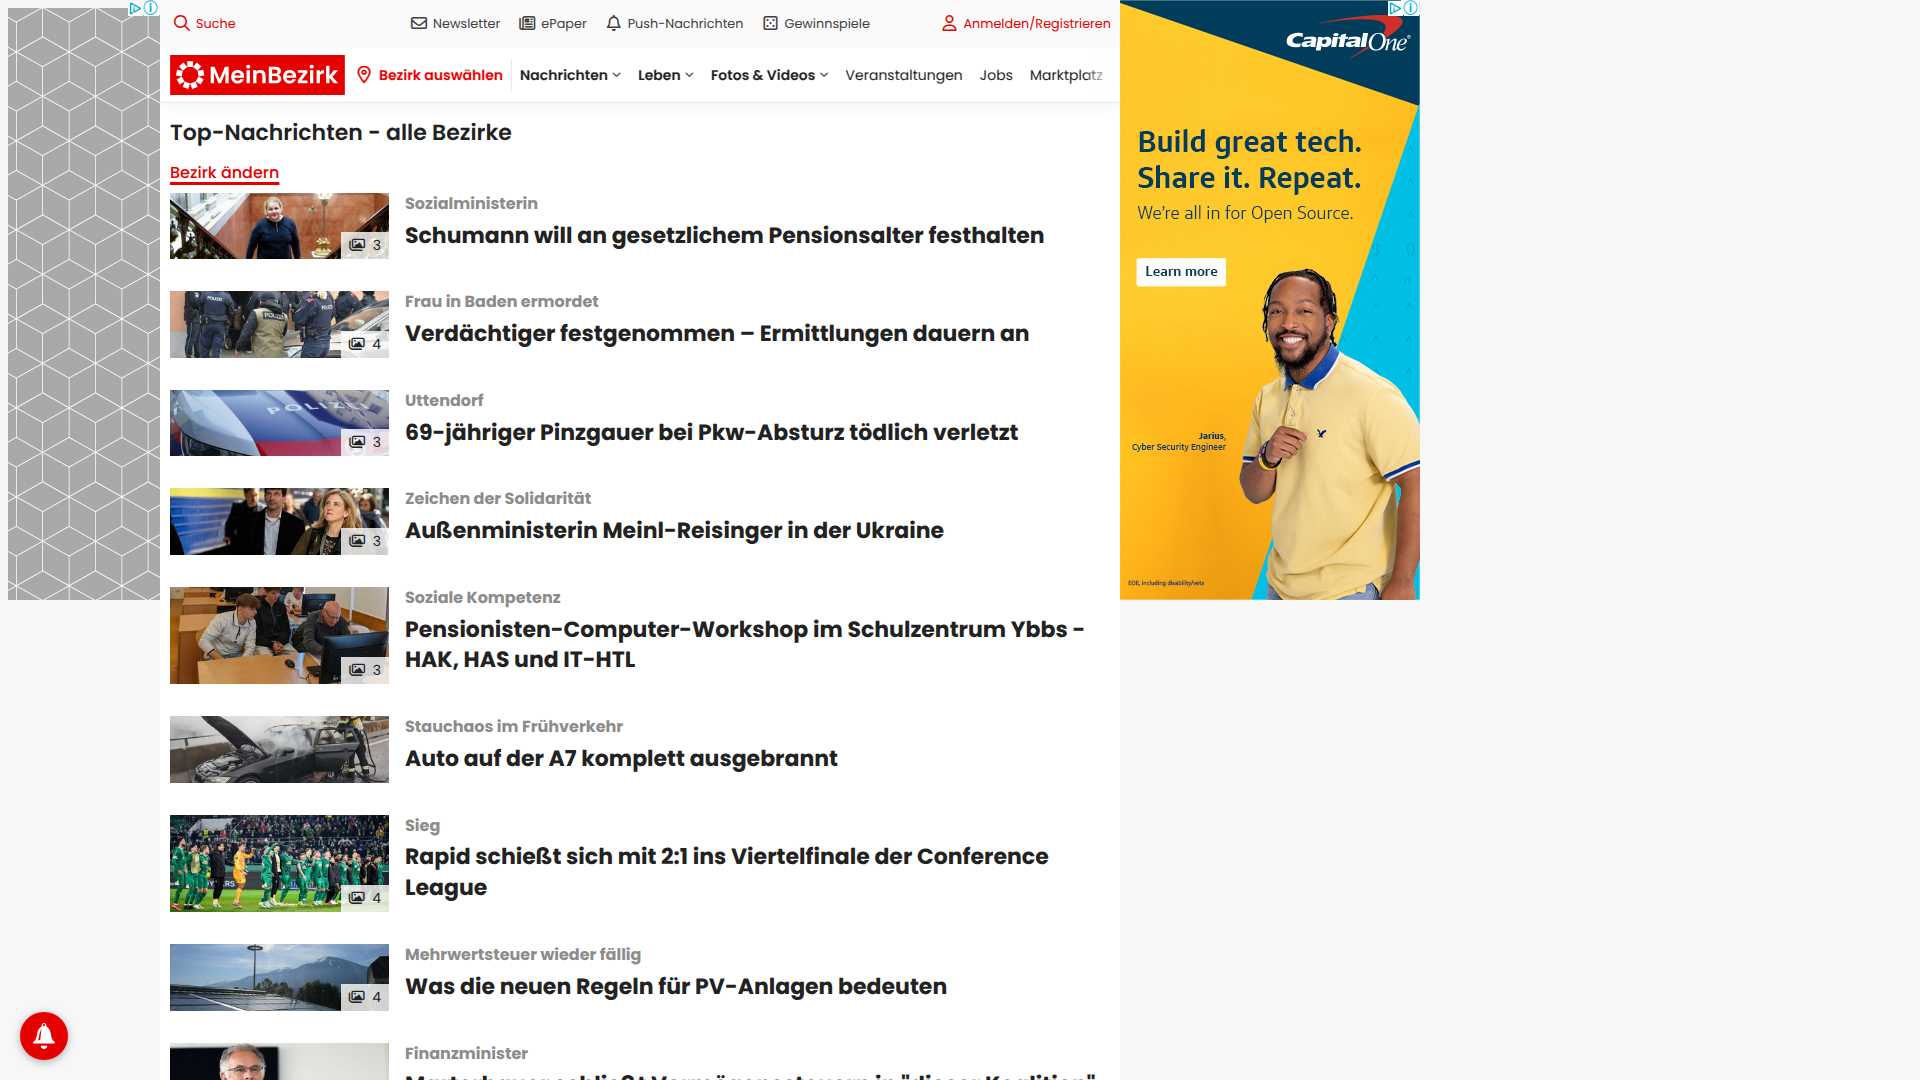 Suche
Newsletter
ePaper
Push-Nachrichten
Gewinnspiele
Anmelden/Registrieren
MeinBezirk
Bezirk auswählen
Nachrichten
Leben
Fotos & Videos
Veranstaltungen
Jobs
Marktplatz
Top-Nachrichten - alle Bezirke
Bezirk ändern
3
Sozialministerin
Schumann will an gesetzlichem Pensionsalter festhalten
4
Frau in Baden ermordet
Verdächtiger festgenommen – Ermittlungen dauern an
POLIZEI
3
Uttendorf
69-jähriger Pinzgauer bei Pkw-Absturz tödlich verletzt
3
Zeichen der Solidarität
Außenministerin Meinl-Reisinger in der Ukraine
3
Soziale Kompetenz
Pensionisten-Computer-Workshop im Schulzentrum Ybbs -
HAK, HAS und IT-HTL
Stauchaos im Frühverkehr
Auto auf der A7 komplett ausgebrannt
4
Sieg
Rapid schießt sich mit 2:1 ins Viertelfinale der Conference
League
4
Mehrwertsteuer wieder fällig
Was die neuen Regeln für PV-Anlagen bedeuten
Finanzminister
CapitalOne
Build great tech.
Share it. Repeat.
We're all in for Open Source.
Learn more
Jarius,
Cyber Security Engineer
EOE, including disability/vets